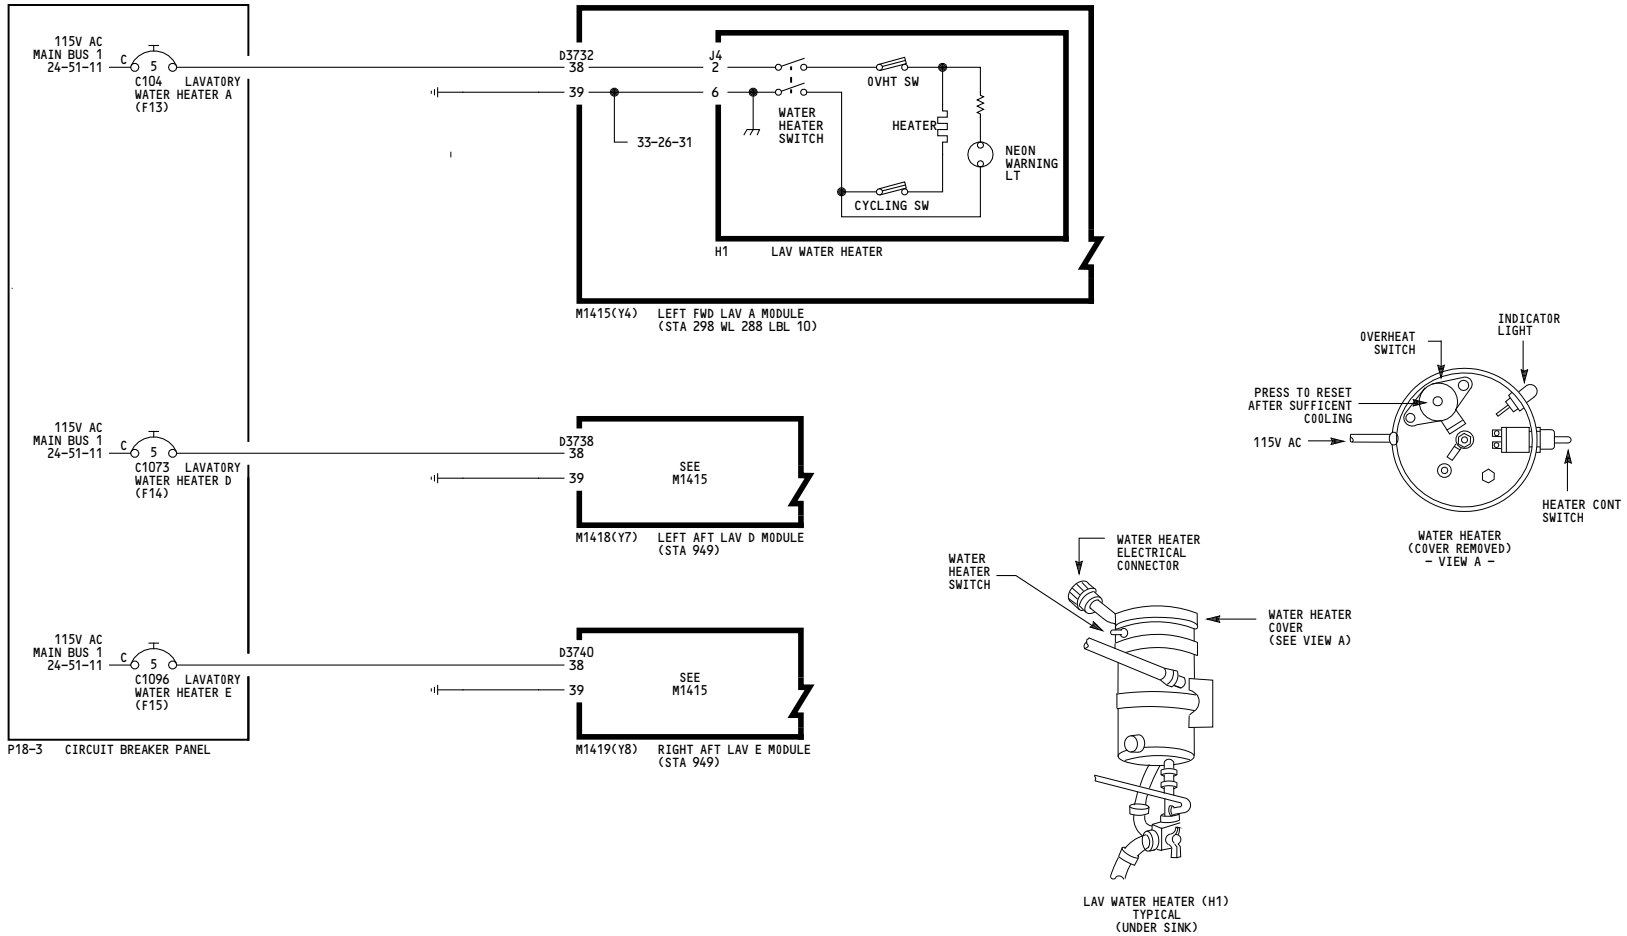 115V AC
MAIN BUS 1
24-51-11
C
5
C104 LAVATORY
WATER HEATER A
(F13)
D3732
38
39
33-26-31
J4
2
6
WATER
HEATER
SWITCH
OVHT SW
HEATER
NEON
WARNING
LT
CYCLING SW
H1 LAV WATER HEATER
M1415(Y4) LEFT FWD LAV A MODULE
(STA 298 WL 288 LBL 10)
115V AC
MAIN BUS 1
24-51-11
C
5
C1073 LAVATORY
WATER HEATER D
(F14)
D3738
38
39
SEE
M1415
M1418(Y7) LEFT AFT LAV D MODULE
(STA 949)
115V AC
MAIN BUS 1
24-51-11
C
5
C1096 LAVATORY
WATER HEATER E
(F15)
D3740
38
39
SEE
M1415
M1419(Y8) RIGHT AFT LAV E MODULE
(STA 949)
P18-3 CIRCUIT BREAKER PANEL
INDICATOR
LIGHT
OVERHEAT
SWITCH
PRESS TO RESET
AFTER SUFFICENT
COOLING
115V AC
HEATER CONT
SWITCH
WATER HEATER
(COVER REMOVED)
- VIEW A -
WATER HEATER
ELECTRICAL
CONNECTOR
WATER
HEATER
SWITCH
WATER HEATER
COVER
(SEE VIEW A)
LAV WATER HEATER (H1)
TYPICAL
(UNDER SINK)